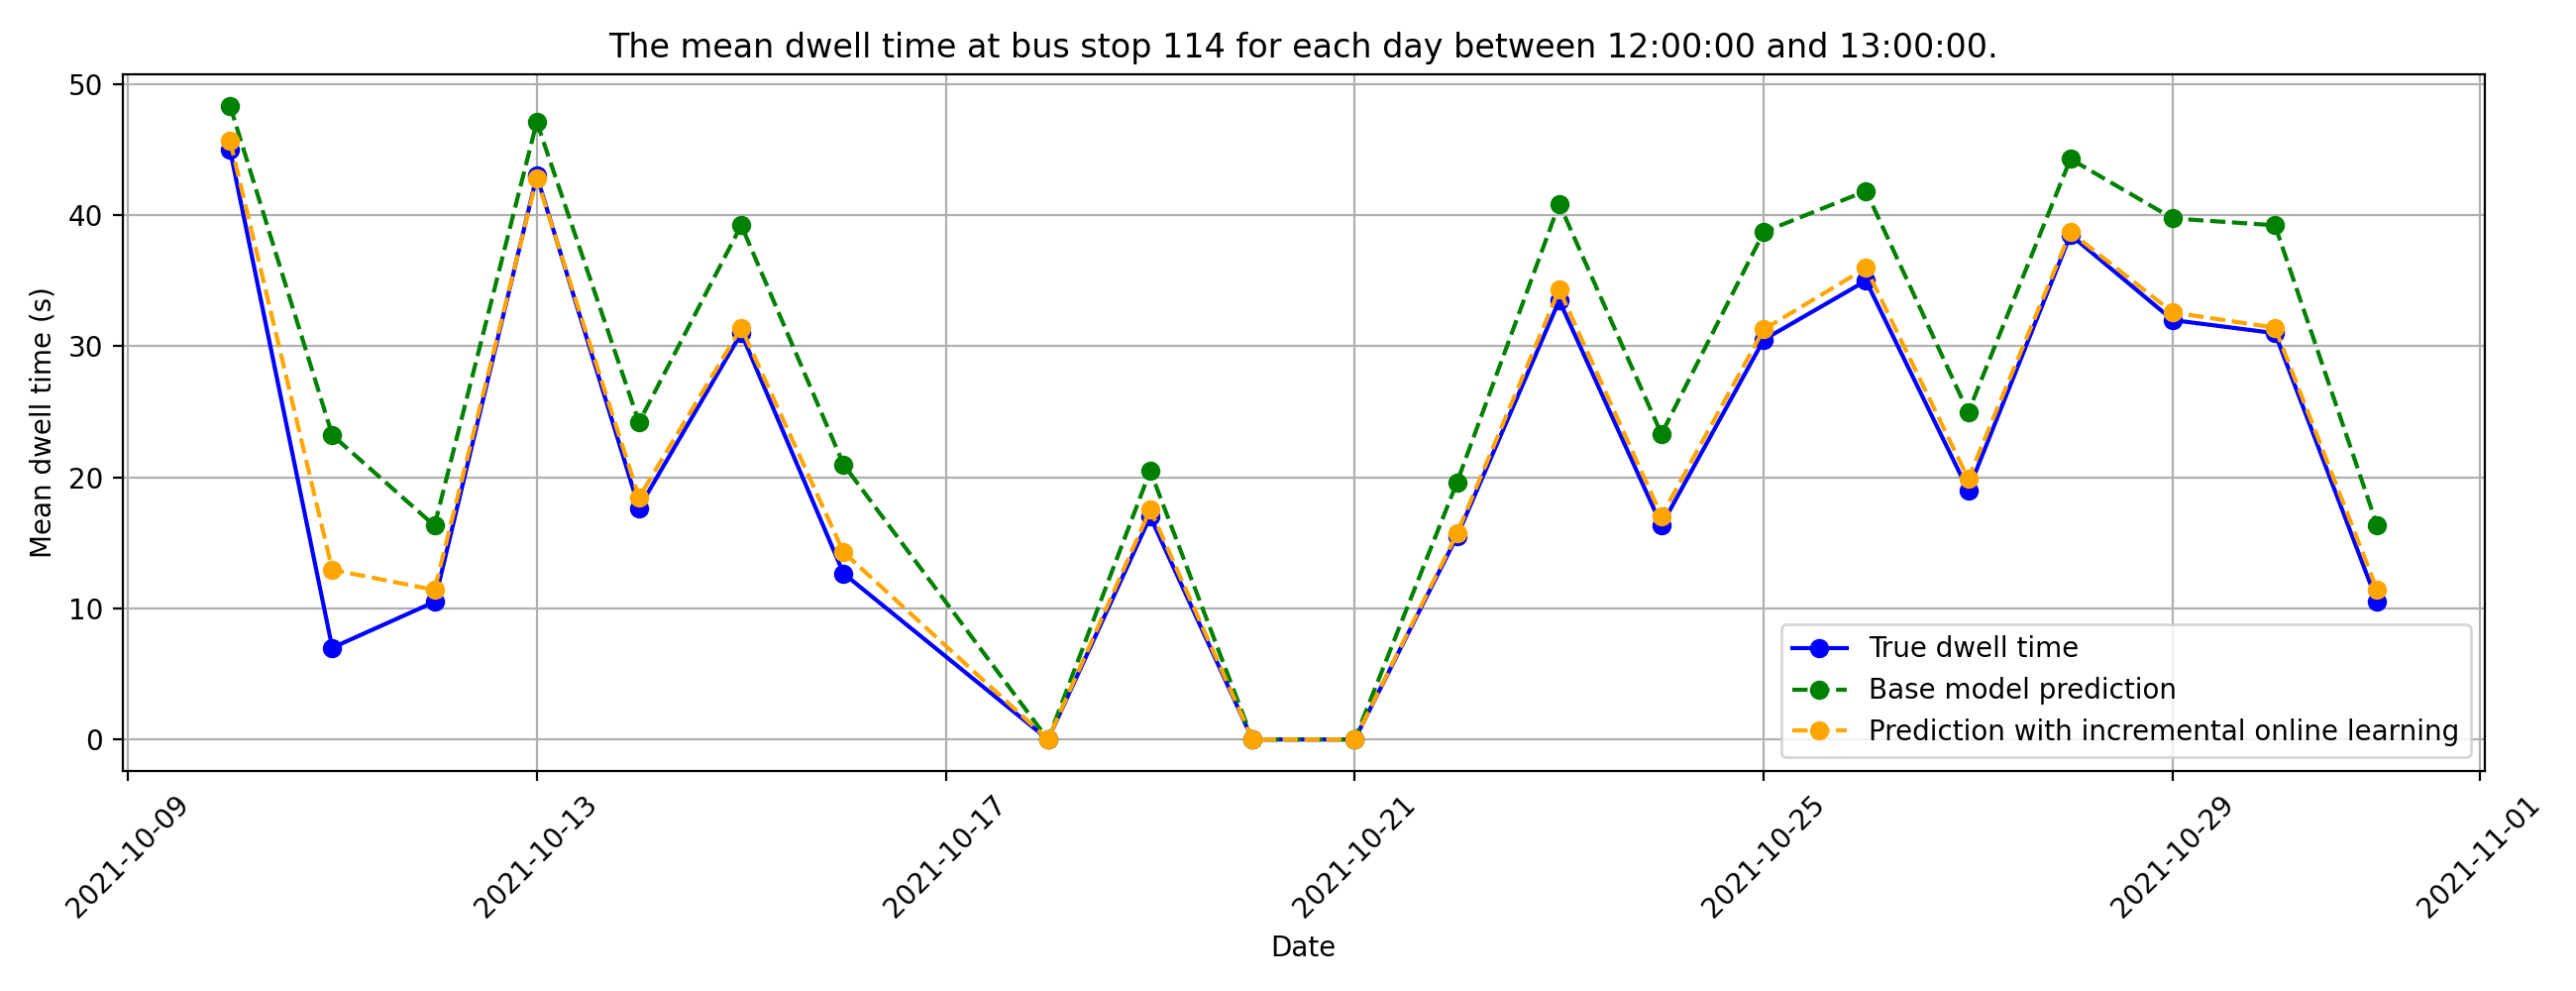 The mean dwell time at bus stop 114 for each day between 12:00:00 and 13:00:00.
Mean dwell time (s)
50
40
30
20
10
0
True dwell time
Base model prediction
Prediction with incremental online learning
2021-10-09
2021-10-13
2021-10-17
2021-10-21
2021-10-25
2021-10-29
2021-11-01
Date